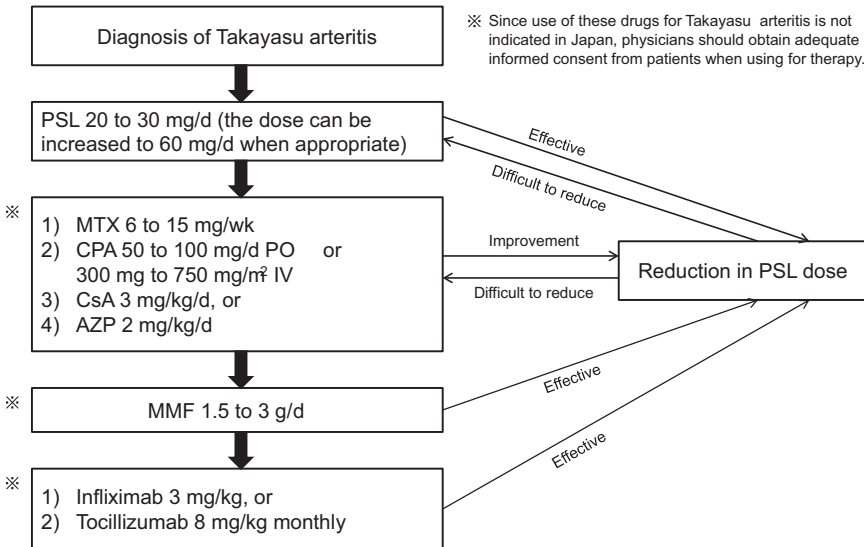 Diagnosis of Takayasu arteritis
※ Since use of these drugs for Takayasu arteritis is not
indicated in Japan, physicians should obtain adequate
informed consent from patients when using for therapy.
PSL 20 to 30 mg/d (the dose can be
increased to 60 mg/d when appropriate)
Effective
Difficult to reduce
※
1) MTX 6 to 15 mg/wk
2) CPA 50 to 100 mg/d PO or
300 mg to 750 mg/m² IV
3) CsA 3 mg/kg/d, or
4) AZP 2 mg/kg/d
Improvement
Difficult to reduce
Reduction in PSL dose
※
MMF 1.5 to 3 g/d
Effective
※
1) Infliximab 3 mg/kg, or
2) Tocillizumab 8 mg/kg monthly
Effective